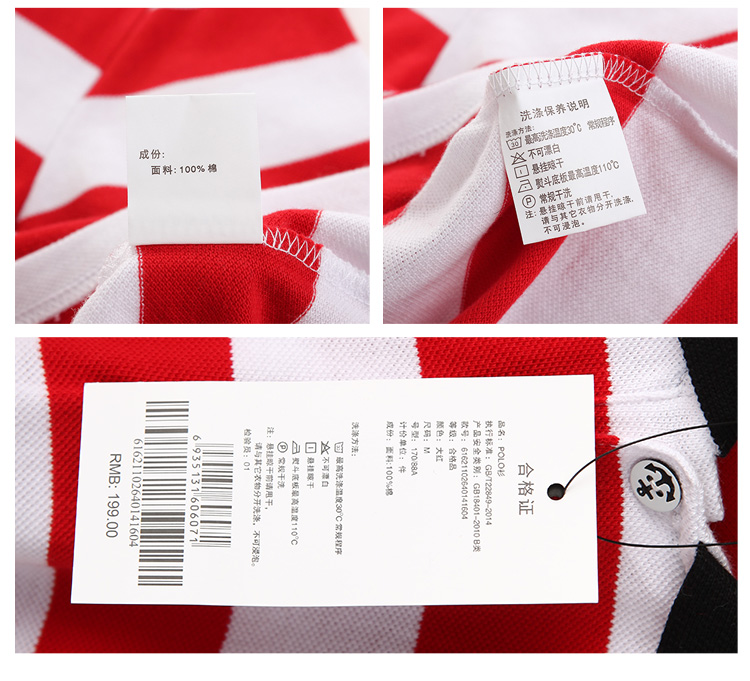 成份:
面料: 100% 棉
洗涤保养说明
洗涤方法:
30 最高洗涤温度30°C 常规程序
不可漂白
悬挂晾干
熨斗底板最高温度110°C
P 常规干洗
注: 悬挂晾干前请甩干,
请与其它衣物分开洗涤,
不可浸泡。
合格证
品名: POLO衫
执行标准: GB/T22849-2014
产品安全类别: GB18401-2010 B类
款号: 6162110264014​1604
等级: 合格品
颜色: 大红
尺码: M
号型: 170/88A
计价单位: 件
成份: 面料:100%棉
洗涤方法:
30 最高洗涤温度30°C 常规程序
不可漂白
悬挂晾干
熨斗底板最高温度110°C
P 常规干洗
注: 悬挂晾干前请甩干,
请与其它衣物分开洗涤, 不可浸泡。
检验员: 01
6935131606071
61621102640141604
RMB: 199.00